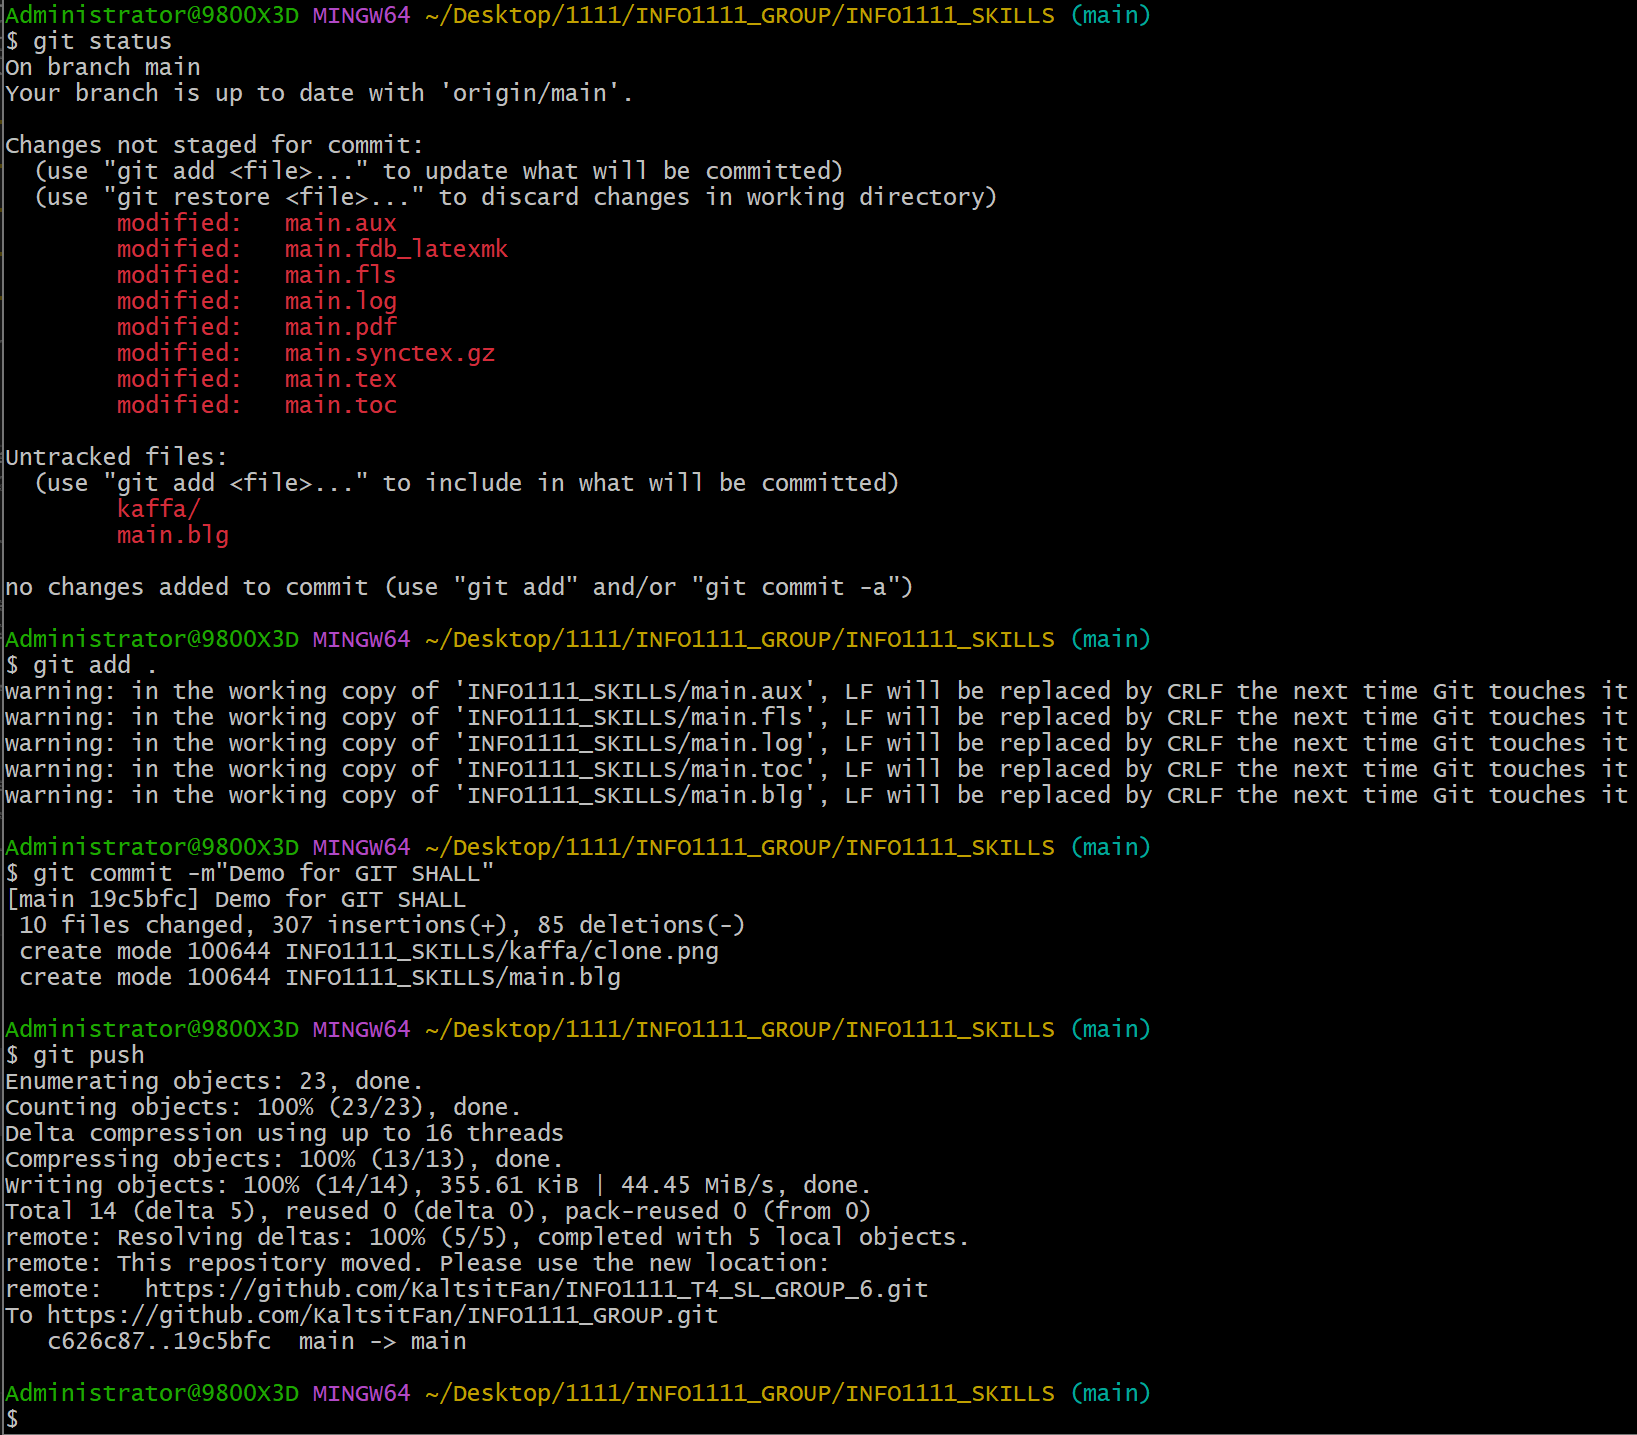 Administrator@9800X3D MINGW64 ~/Desktop/1111/INFO1111_GROUP/INFO1111_SKILLS (main)
$ git status
On branch main
Your branch is up to date with 'origin/main'.

Changes not staged for commit:
  (use "git add <file>..." to update what will be committed)
  (use "git restore <file>..." to discard changes in working directory)
        modified:   main.aux
        modified:   main.fdb_latexmk
        modified:   main.fls
        modified:   main.log
        modified:   main.pdf
        modified:   main.synctex.gz
        modified:   main.tex
        modified:   main.toc

Untracked files:
  (use "git add <file>..." to include in what will be committed)
        kaffa/
        main.blg

no changes added to commit (use "git add" and/or "git commit -a")

Administrator@9800X3D MINGW64 ~/Desktop/1111/INFO1111_GROUP/INFO1111_SKILLS (main)
$ git add .
warning: in the working copy of 'INFO1111_SKILLS/main.aux', LF will be replaced by CRLF the next time Git touches it
warning: in the working copy of 'INFO1111_SKILLS/main.fls', LF will be replaced by CRLF the next time Git touches it
warning: in the working copy of 'INFO1111_SKILLS/main.log', LF will be replaced by CRLF the next time Git touches it
warning: in the working copy of 'INFO1111_SKILLS/main.toc', LF will be replaced by CRLF the next time Git touches it
warning: in the working copy of 'INFO1111_SKILLS/main.blg', LF will be replaced by CRLF the next time Git touches it

Administrator@9800X3D MINGW64 ~/Desktop/1111/INFO1111_GROUP/INFO1111_SKILLS (main)
$ git commit -m"Demo for GIT SHALL"
[main 19c5bfc] Demo for GIT SHALL
 10 files changed, 307 insertions(+), 85 deletions(-)
 create mode 100644 INFO1111_SKILLS/kaffa/clone.png
 create mode 100644 INFO1111_SKILLS/main.blg

Administrator@9800X3D MINGW64 ~/Desktop/1111/INFO1111_GROUP/INFO1111_SKILLS (main)
$ git push
Enumerating objects: 23, done.
Counting objects: 100% (23/23), done.
Delta compression using up to 16 threads
Compressing objects: 100% (13/13), done.
Writing objects: 100% (14/14), 355.61 KiB | 44.45 MiB/s, done.
Total 14 (delta 5), reused 0 (delta 0), pack-reused 0 (from 0)
remote: Resolving deltas: 100% (5/5), completed with 5 local objects.
remote: This repository moved. Please use the new location:
remote:   https://github.com/KaltsitFan/INFO1111_T4_SL_GROUP_6.git
To https://github.com/KaltsitFan/INFO1111_GROUP.git
   c626c87..19c5bfc  main -> main

Administrator@9800X3D MINGW64 ~/Desktop/1111/INFO1111_GROUP/INFO1111_SKILLS (main)
$